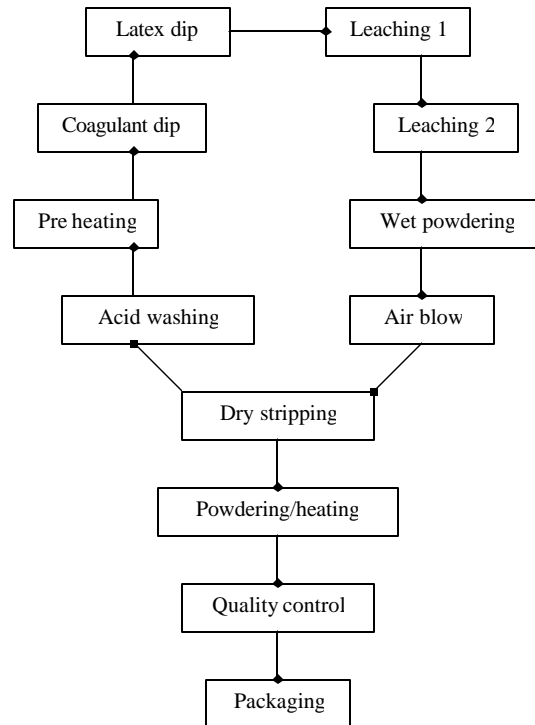 Latex dip
Leaching 1
Coagulant dip
Leaching 2
Pre heating
Wet powdering
Acid washing
Air blow
Dry stripping
Powdering/heating
Quality control
Packaging